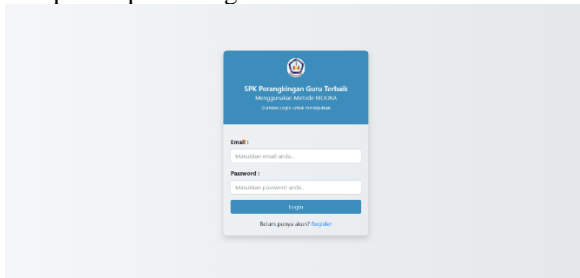 SPK Perangkingan Guru Terbaik
Menggunakan Metode MOORA
Silahkan Login untuk Melanjutkan
Email :
Masukkan email anda..
Password :
Masukkan password anda..
Login
Belum punya akun? Register